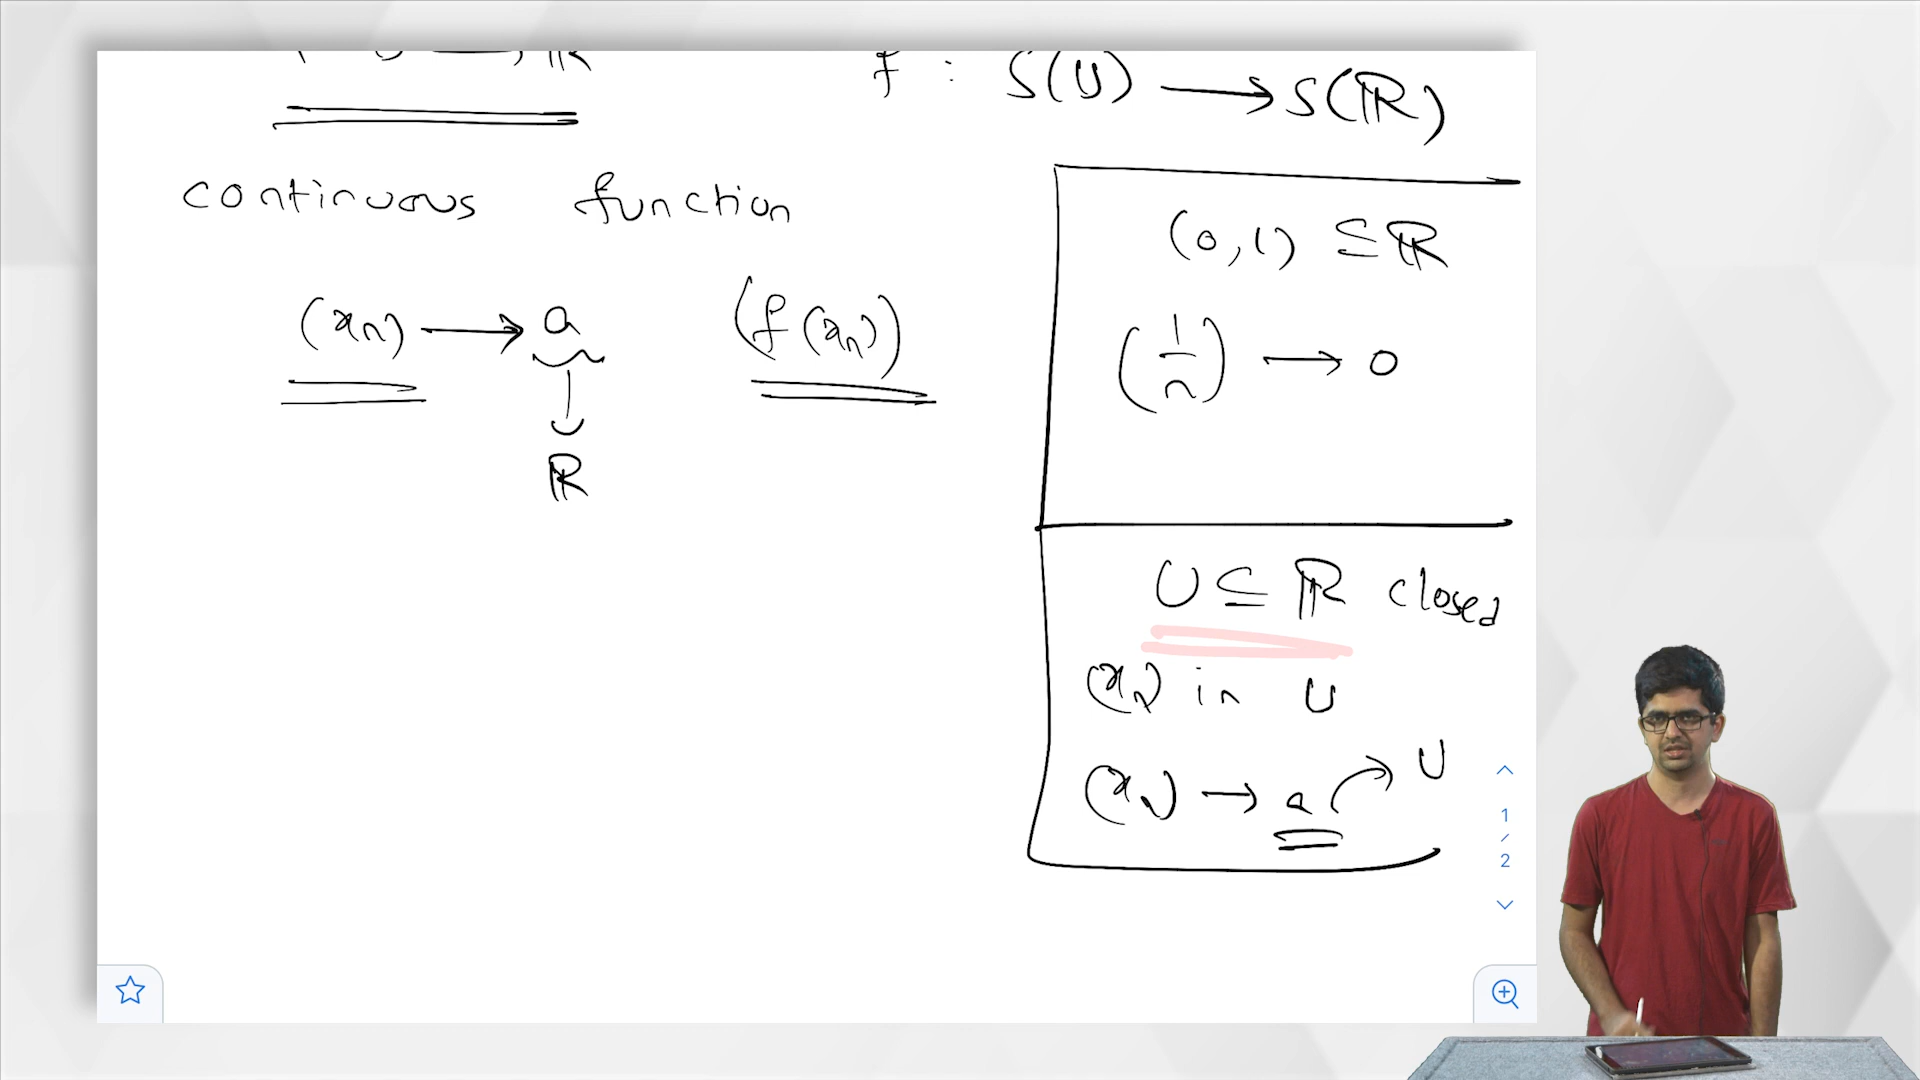 f : S(U) ⟶ S(ℝ)
continuous function
(xₙ) ⟶ a (f(xₙ))
ℝ
(0,1) ⊆ ℝ
(1/n) ⟶ 0
U ⊆ ℝ closed
(xₙ) in U
(xₙ) → a U
1
/
2